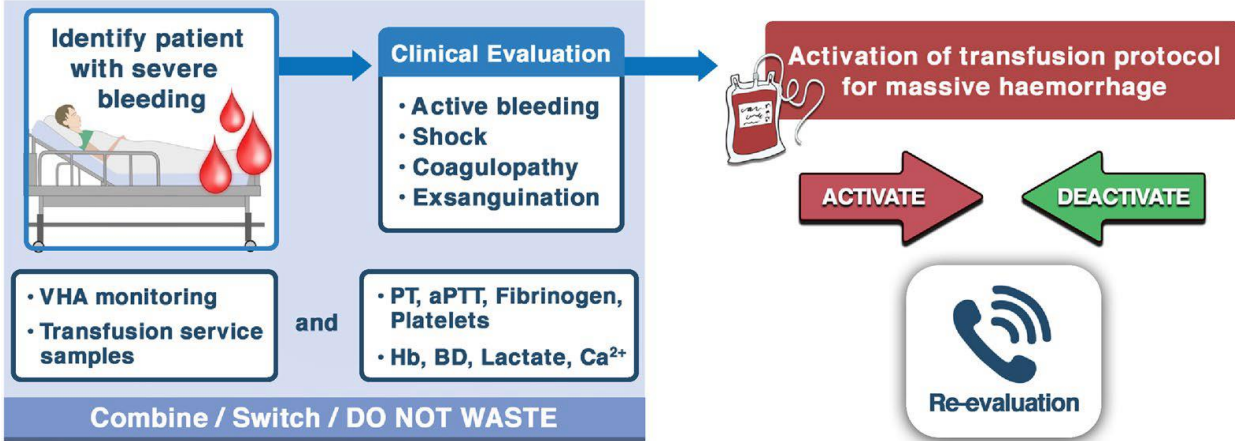 Identify patient
with severe
bleeding
Clinical Evaluation
• Active bleeding
• Shock
• Coagulopathy
• Exsanguination
Activation of transfusion protocol
for massive haemorrhage
ACTIVATE
DEACTIVATE
• VHA monitoring
• Transfusion service
samples
and
• PT, aPTT, Fibrinogen,
Platelets
• Hb, BD, Lactate, Ca²⁺
Re-evaluation
Combine / Switch / DO NOT WASTE